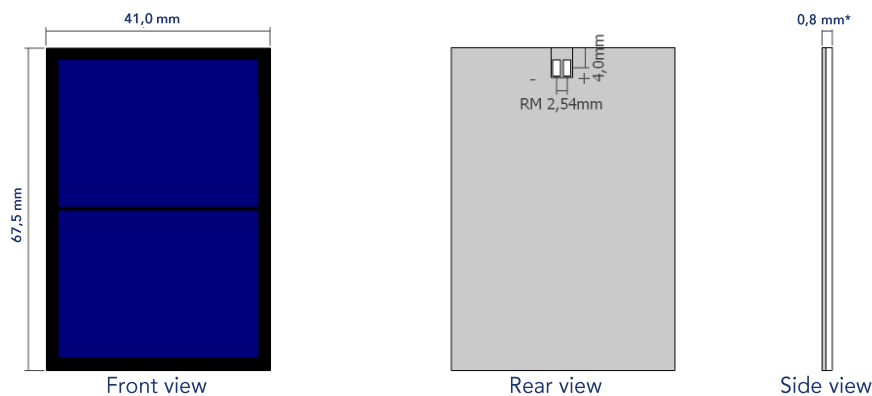 41,0 mm
0,8 mm*
67,5 mm
4,0mm
- +
RM 2,54mm
Front view
Rear view
Side view